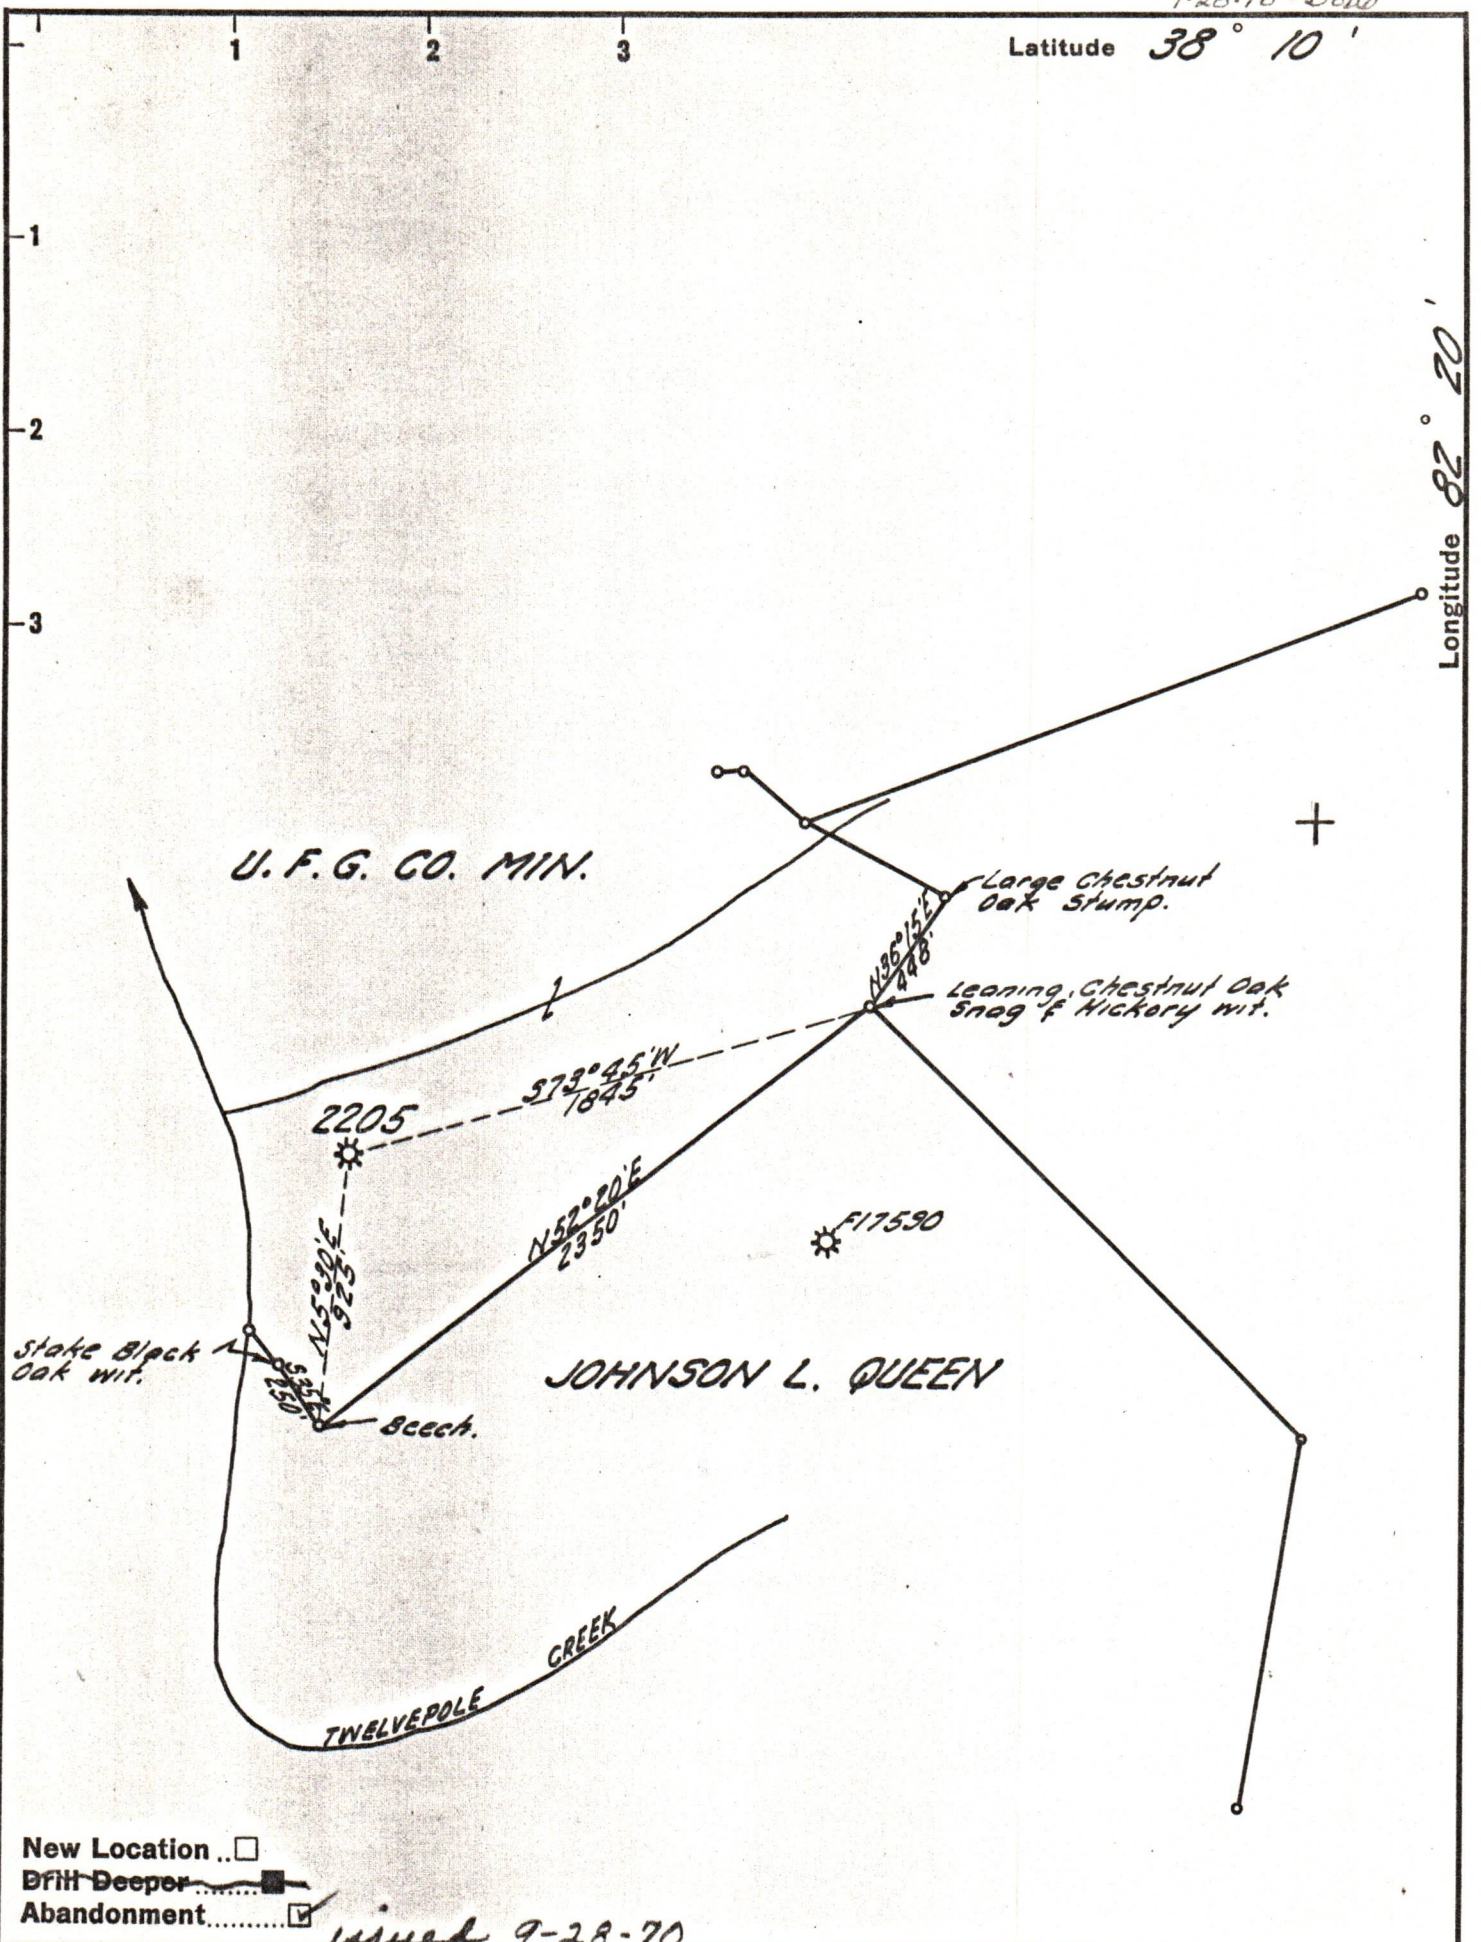 1 2 3 Latitude 38° 10'
1
2
3
Longitude 82° 20'
U. F. G. CO. MIN.
Large Chestnut
Oak Stump.
N36°15'E
448'
Leaning Chestnut Oak
Snag & Hickory wit.
S73°45'W
1845'
2205
N52°20'E
2350'
F17590
N5°30'E
925'
Stake Black
Oak wit.
250'
Beech.
JOHNSON L. QUEEN
TWELVEPOLE CREEK
New Location
Drill Deeper
Abandonment
issued 9-28-70